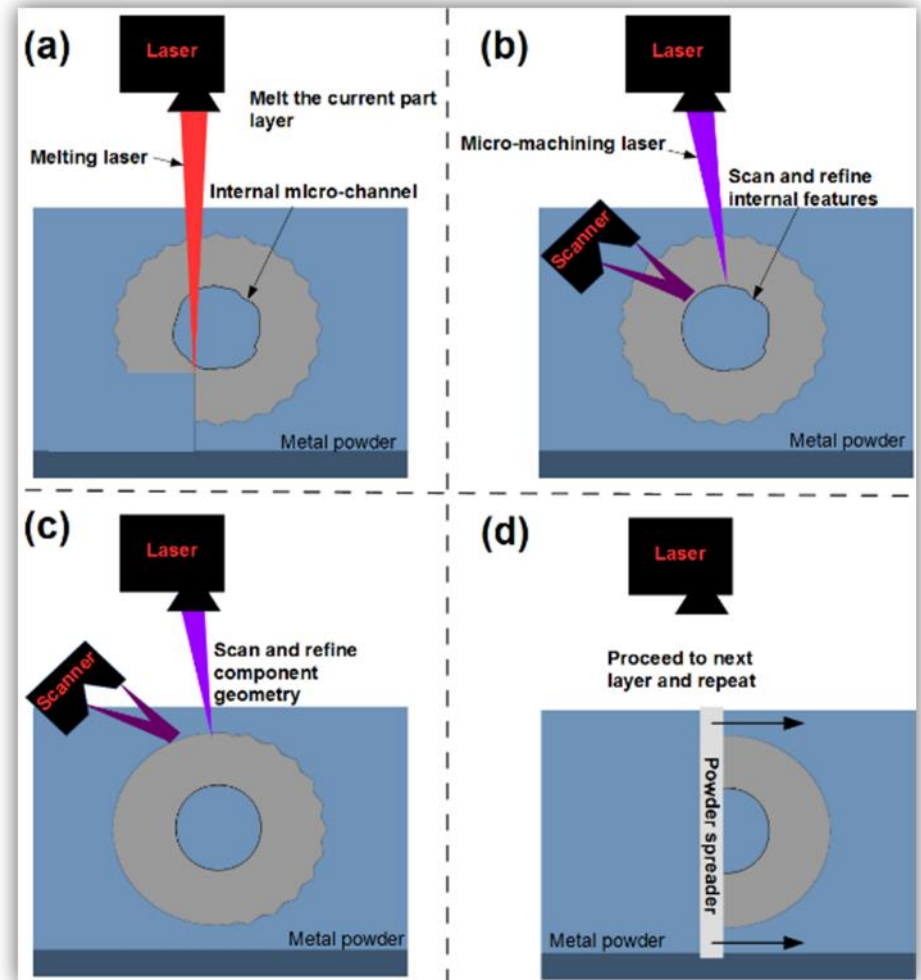 (a)
Laser
Melt the current part
layer
Melting laser
Internal micro-channel
Metal powder
(b)
Laser
Micro-machining laser
Scan and refine
internal features
Scanner
Metal powder
(c)
Laser
Scan and refine
component
geometry
Scanner
Metal powder
(d)
Laser
Proceed to next
layer and repeat
Powder spreader
Metal powder